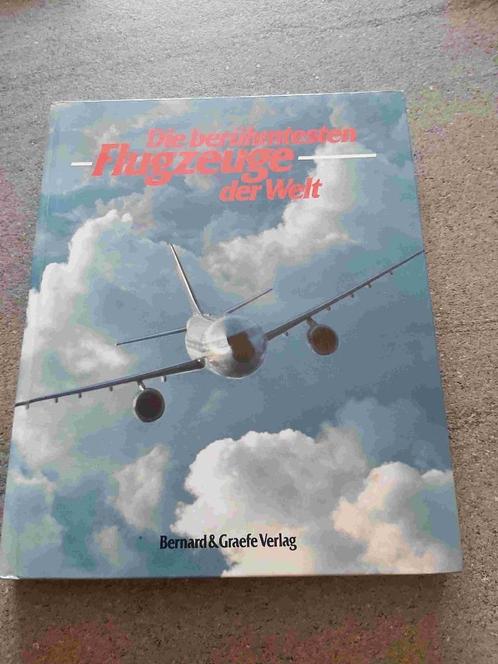 Die berühmtesten
Flugzeuge
der Welt
Bernard & Graefe Verlag